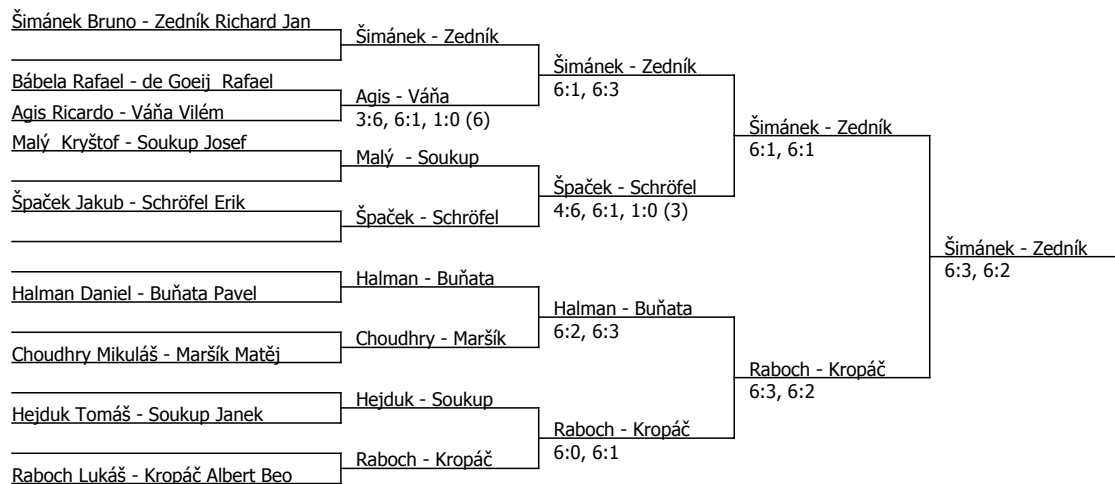 Šimánek Bruno - Zedník Richard Jan
Bábela Rafael - de Goeij  Rafael
Agis Ricardo - Váňa Vilém
Malý  Kryštof - Soukup Josef
Špaček Jakub - Schröfel Erik
Halman Daniel - Buňata Pavel
Choudhry Mikuláš - Maršík Matěj
Hejduk Tomáš - Soukup Janek
Raboch Lukáš - Kropáč Albert Beo
Šimánek - Zedník
Agis - Váňa
3:6, 6:1, 1:0 (6)
Malý  - Soukup
Špaček - Schröfel
Halman - Buňata
Choudhry - Maršík
Hejduk - Soukup
Raboch - Kropáč
Šimánek - Zedník
6:1, 6:3
Špaček - Schröfel
4:6, 6:1, 1:0 (3)
Halman - Buňata
6:2, 6:3
Raboch - Kropáč
6:0, 6:1
Šimánek - Zedník
6:1, 6:1
Raboch - Kropáč
6:3, 6:2
Šimánek - Zedník
6:3, 6:2